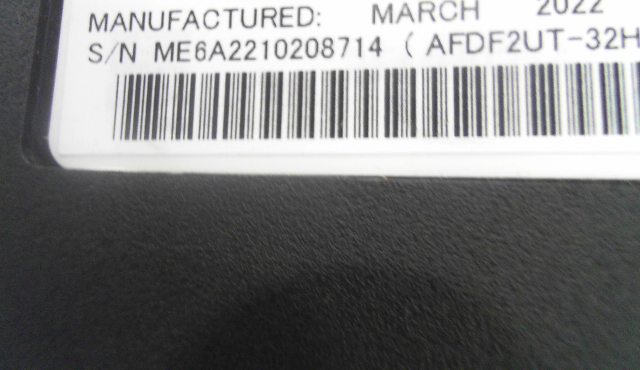 MANUFACTURED: MARCH 2022
S/N ME6A2210208714 ( AFDF2UT-32H